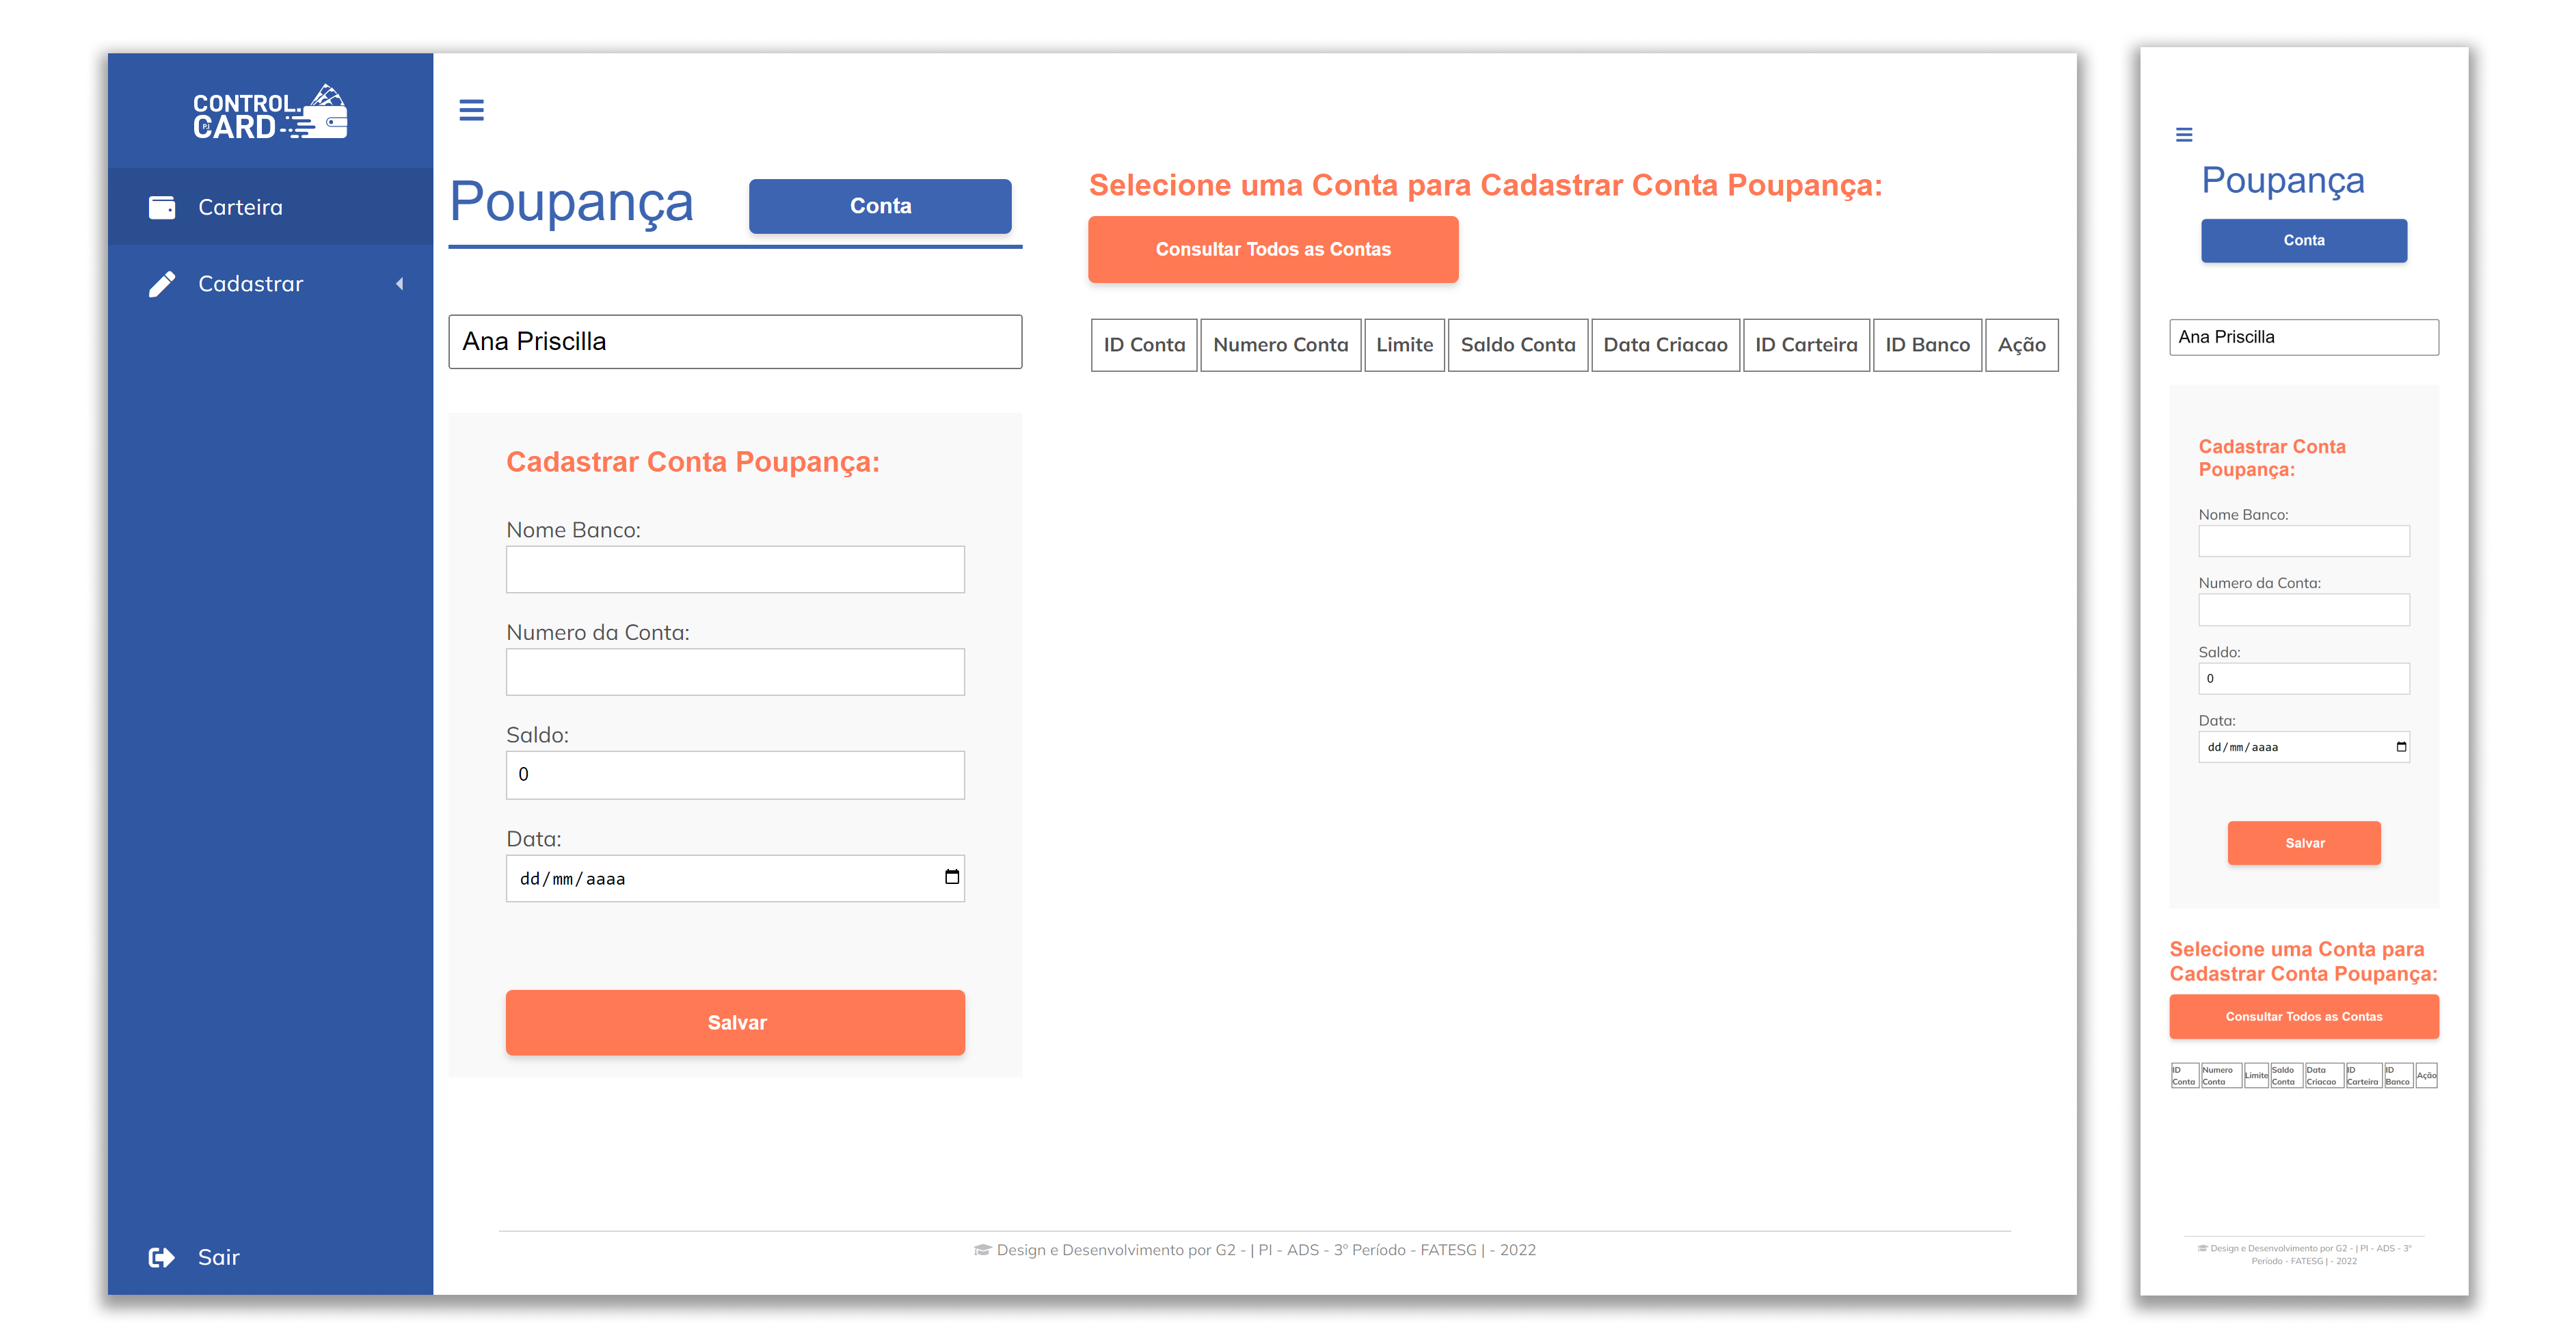 CONTROL.
CARD
PJ
Carteira
Cadastrar
Sair
Poupança
Conta
Ana Priscilla
Cadastrar Conta Poupança:
Nome Banco:
Numero da Conta:
Saldo:
0
Data:
dd/mm/aaaa
Salvar
Selecione uma Conta para Cadastrar Conta Poupança:
Consultar Todos as Contas
ID Conta Numero Conta Limite Saldo Conta Data Criacao ID Carteira ID Banco Ação
Design e Desenvolvimento por G2 - | PI - ADS - 3º Período - FATESG | - 2022
Poupança
Conta
Ana Priscilla
Cadastrar Conta
Poupança:
Nome Banco:
Numero da Conta:
Saldo:
0
Data:
dd/mm/aaaa
Salvar
Selecione uma Conta para
Cadastrar Conta Poupança:
Consultar Todos as Contas
ID Conta Numero Conta Limite Saldo Conta Data Criacao ID Carteira ID Banco Ação
Design e Desenvolvimento por G2 - | PI - ADS - 3º
Período - FATESG | - 2022